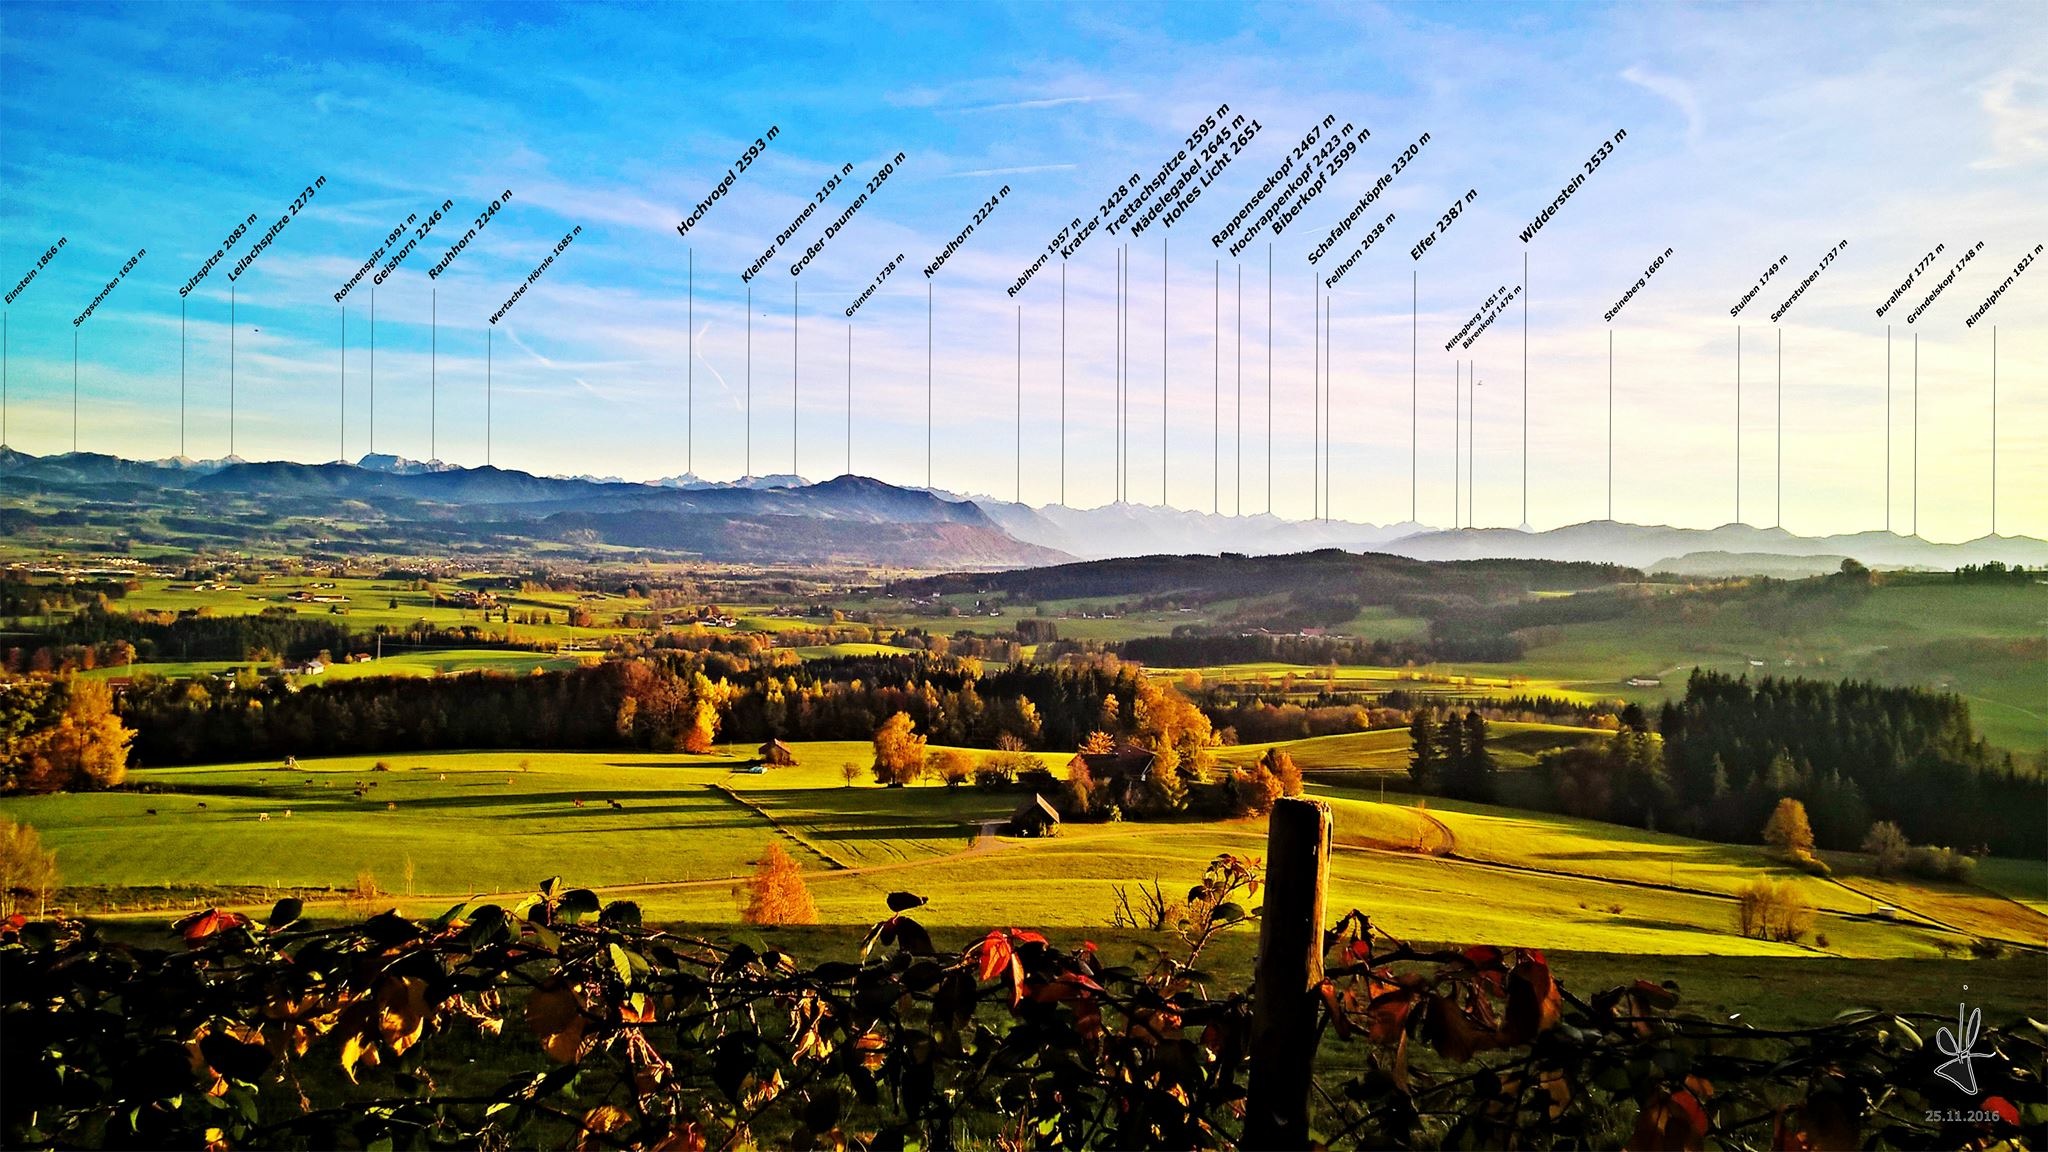 Einstein 1866 m
Sorgschrofen 1638 m
Sulzspitze 2083 m
Leilachspitze 2273 m
Rohnenspitz 1991 m
Geishorn 2246 m
Rauhhorn 2240 m
Wertacher Hörnle 1685 m
Hochvogel 2593 m
Kleiner Daumen 2191 m
Großer Daumen 2280 m
Grünten 1738 m
Nebelhorn 2224 m
Rubihorn 1957 m
Kratzer 2428 m
Trettachspitze 2595 m
Mädelegabel 2645 m
Hohes Licht 2651
Rappenseekopf 2467 m
Hochrappenkopf 2423 m
Biberkopf 2599 m
Schafalpenköpfle 2320 m
Fellhorn 2038 m
Elfer 2387 m
Mittagberg 1451 m
Bärenkopf 1476 m
Widderstein 2533 m
Steineberg 1660 m
Stuiben 1749 m
Sederstuiben 1737 m
Buralkopf 1772 m
Gründelskopf 1748 m
Rindalphorn 1821 m
25.11.2016